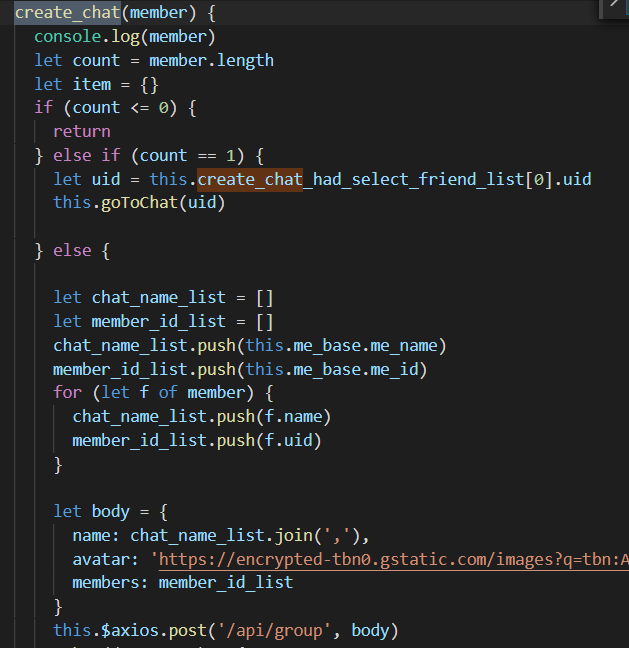 create_chat(member) {
console.log(member)
let count = member.length
let item = {}
if (count <= 0) {
return
} else if (count == 1) {
let uid = this.create_chat_had_select_friend_list[0].uid
this.goToChat(uid)
} else {
let chat_name_list = []
let member_id_list = []
chat_name_list.push(this.me_base.me_name)
member_id_list.push(this.me_base.me_id)
for (let f of member) {
chat_name_list.push(f.name)
member_id_list.push(f.uid)
}
let body = {
name: chat_name_list.join(','),
avatar: 'https://encrypted-tbn0.gstatic.com/images?q=tbn:A
members: member_id_list
}
this.$axios.post('/api/group', body)